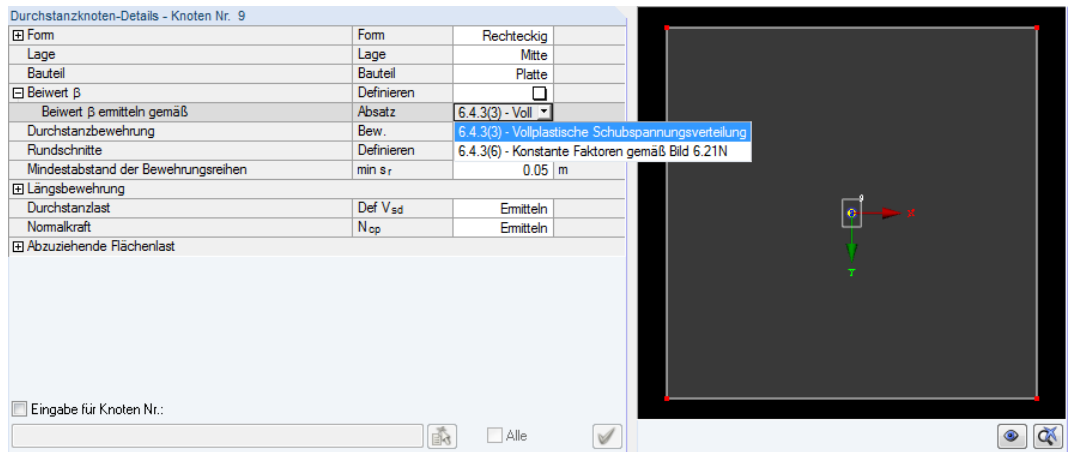 Durchstanzknoten-Details - Knoten Nr. 9
Form Form Rechteckig
Lage Lage Mitte
Bauteil Bauteil Platte
Beiwert β Definieren
Beiwert β ermitteln gemäß Absatz 6.4.3(3) - Voll
Durchstanzbewehrung Bew. 6.4.3(3) - Vollplastische Schubspannungsverteilung
Rundschnitte Definieren 6.4.3(6) - Konstante Faktoren gemäß Bild 6.21N
Mindestabstand der Bewehrungsreihen min sr 0.05 m
Längsbewehrung
Durchstanzlast Def Vsd Ermitteln
Normalkraft Ncp Ermitteln
Abzuziehende Flächenlast
Eingabe für Knoten Nr.:
Alle
9
X
Y